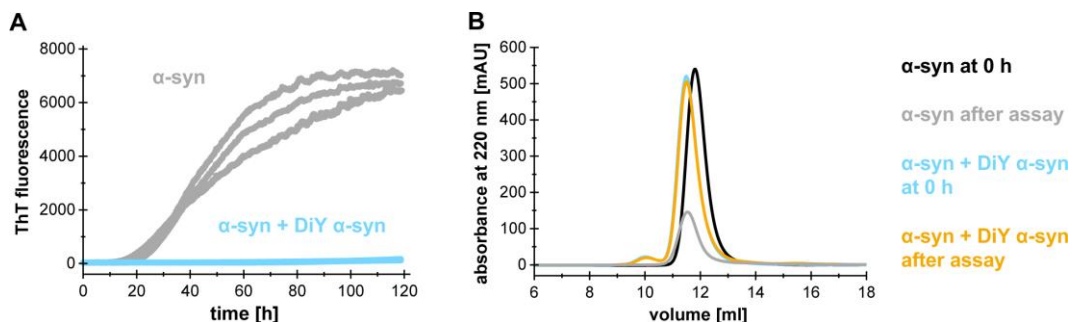 A
ThT fluorescence
8000
6000
4000
2000
0
α-syn
α-syn + DiY α-syn
0 20 40 60 80 100 120
time [h]
B
absorbance at 220 nm [mAU]
600
500
400
300
200
100
0
6 8 10 12 14 16 18
volume [ml]
α-syn at 0 h
α-syn after assay
α-syn + DiY α-syn
at 0 h
α-syn + DiY α-syn
after assay